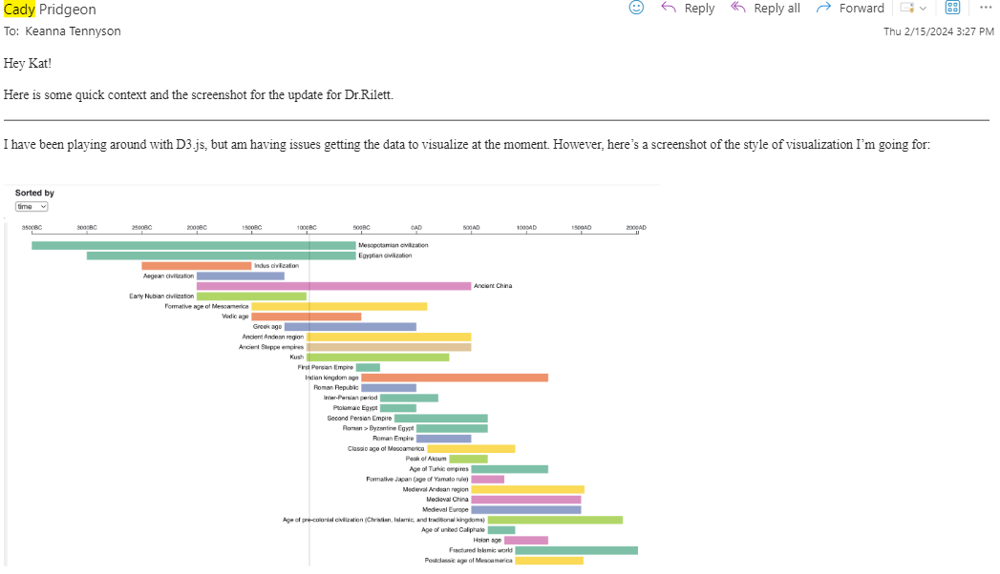 Cady Pridgeon
Reply
Reply all
Forward
To: Keanna Tennyson
Thu 2/15/2024 3:27 PM
Hey Kat!
Here is some quick context and the screenshot for the update for Dr.Rilett.
I have been playing around with D3.js, but am having issues getting the data to visualize at the moment. However, here's a screenshot of the style of visualization I'm going for:
Sorted by
time
3500BC 3000BC 2500BC 2000BC 1500BC 1000BC 500BC 0AD 500AD 1000AD 1500AD 2000AD
Mesopotamian civilization
Egyptian civilization
Indus civilization
Aegean civilization
Ancient China
Early Nubian civilization
Formative age of Mesoamerica
Vedic age
Greek age
Ancient Andean region
Ancient Steppe empires
Kush
First Persian Empire
Indian kingdom age
Roman Republic
Inter-Persian period
Ptolemaic Egypt
Second Persian Empire
Roman > Byzantine Egypt
Roman Empire
Classic age of Mesoamerica
Peak of Aksum
Age of Turkic empires
Formative Japan (age of Yamato rule)
Medieval Andean region
Medieval China
Medieval Europe
Age of pre-colonial civilization (Christian, Islamic, and traditional kingdoms)
Age of united Caliphate
Heian age
Fractured Islamic world
Postclassic age of Mesoamerica